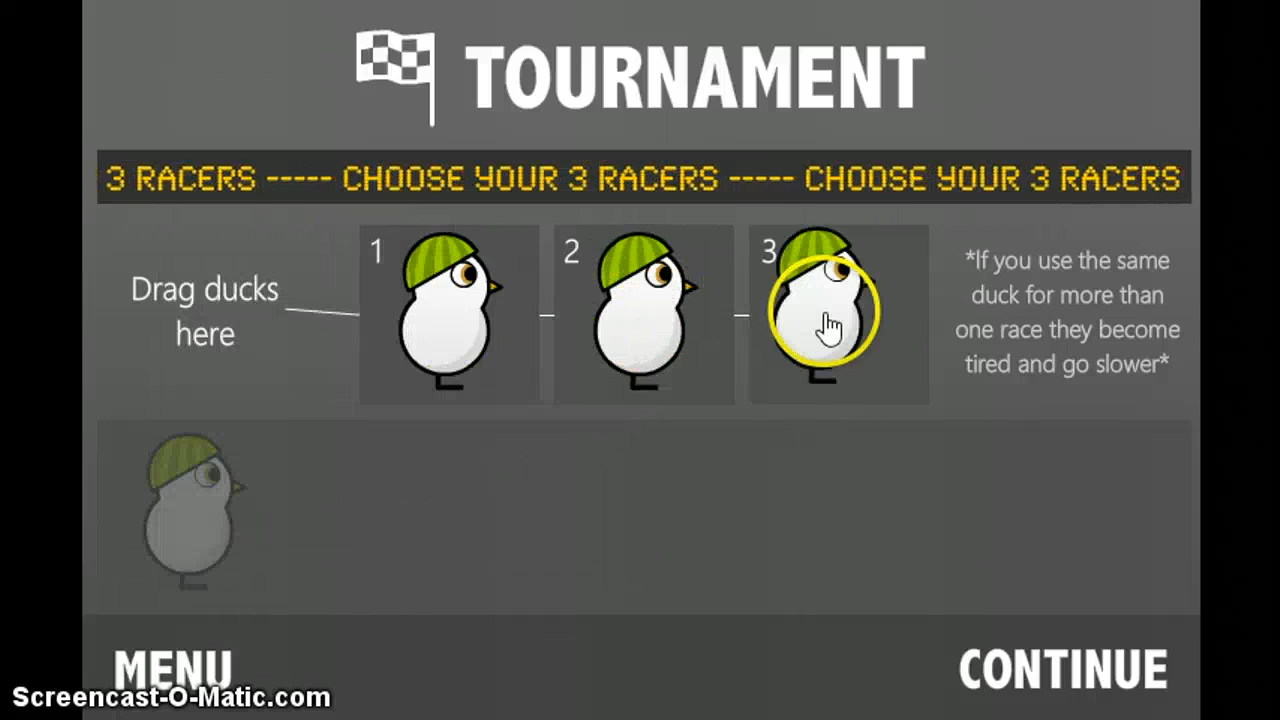 TOURNAMENT
3 RACERS ----- CHOOSE YOUR 3 RACERS ----- CHOOSE YOUR 3 RACERS
Drag ducks
here
1
2
3
*If you use the same
duck for more than
one race they become
tired and go slower*
MENU
CONTINUE
Screencast-O-Matic.com